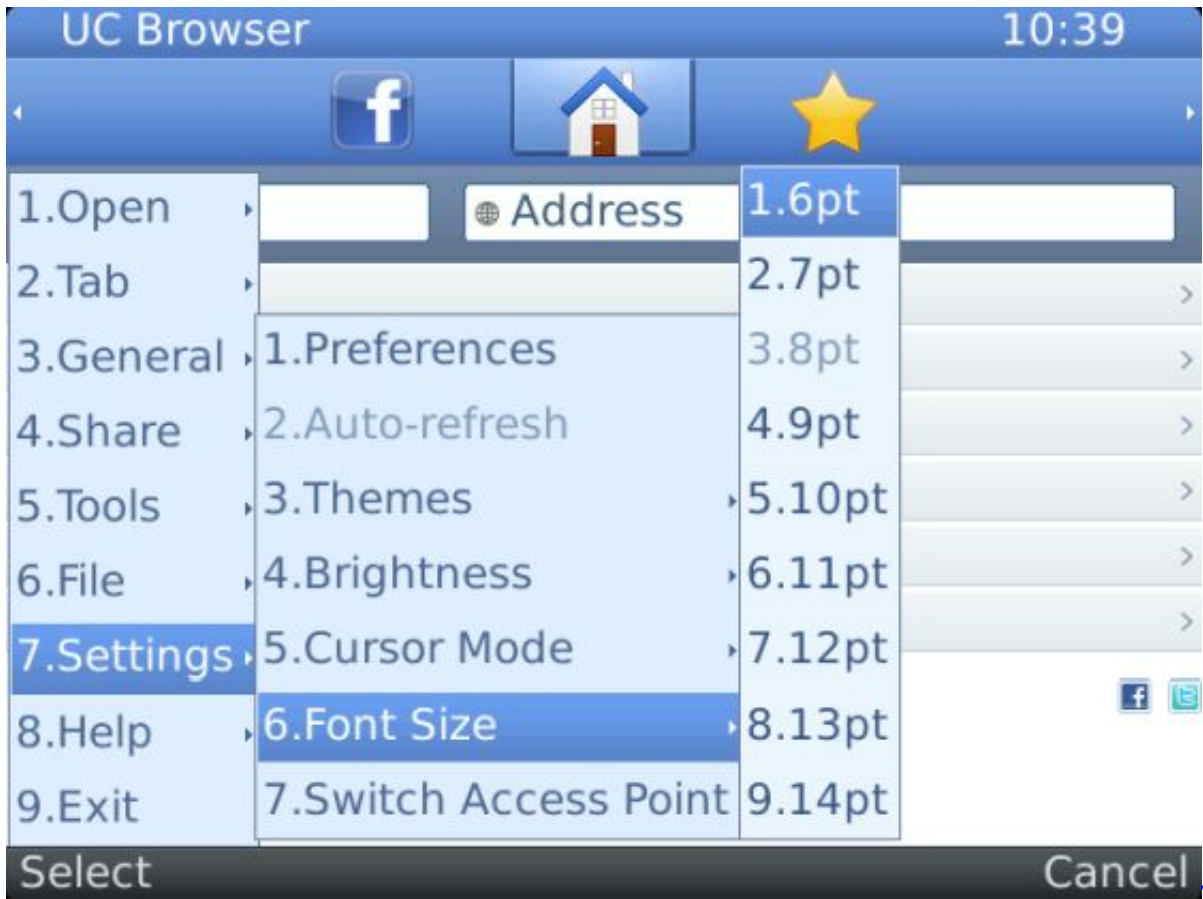 UC Browser 10:39
f
Address
1.Open
2.Tab
3.General
4.Share
5.Tools
6.File
7.Settings
8.Help
9.Exit
1.Preferences
2.Auto-refresh
3.Themes
4.Brightness
5.Cursor Mode
6.Font Size
7.Switch Access Point
1.6pt
2.7pt
3.8pt
4.9pt
5.10pt
6.11pt
7.12pt
8.13pt
9.14pt
f t
Select Cancel